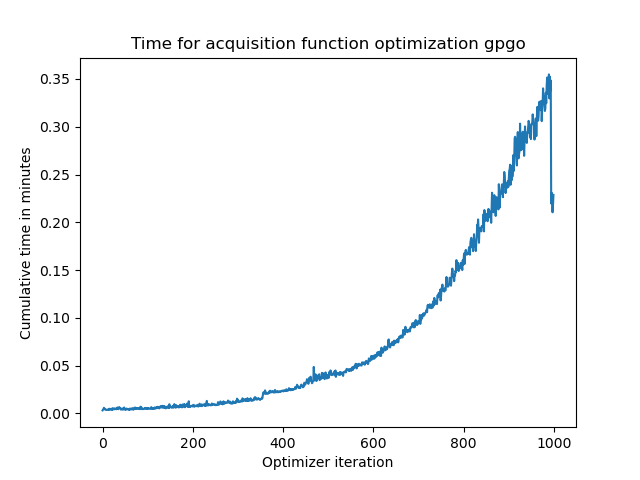 Time for acquisition function optimization gpgo
Cumulative time in minutes
0.35
0.30
0.25
0.20
0.15
0.10
0.05
0.00
0 200 400 600 800 1000
Optimizer iteration